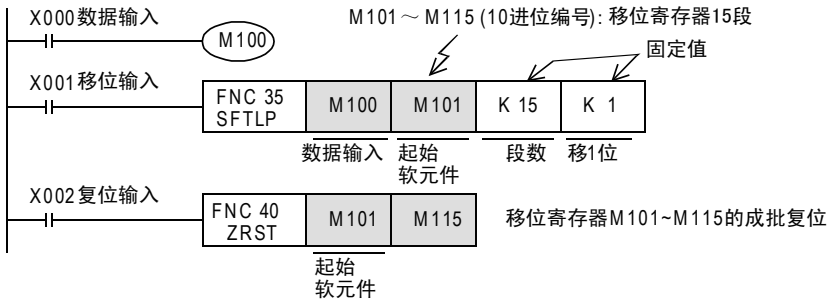 X000数据输入
M100
M101～M115 (10进位编号): 移位寄存器15段
固定值
X001移位输入
FNC 35
SFTLP
M100
M101
K 15
K 1
数据输入
起始
软元件
段数
移1位
X002复位输入
FNC 40
ZRST
M101
M115
移位寄存器M101~M115的成批复位
起始
软元件